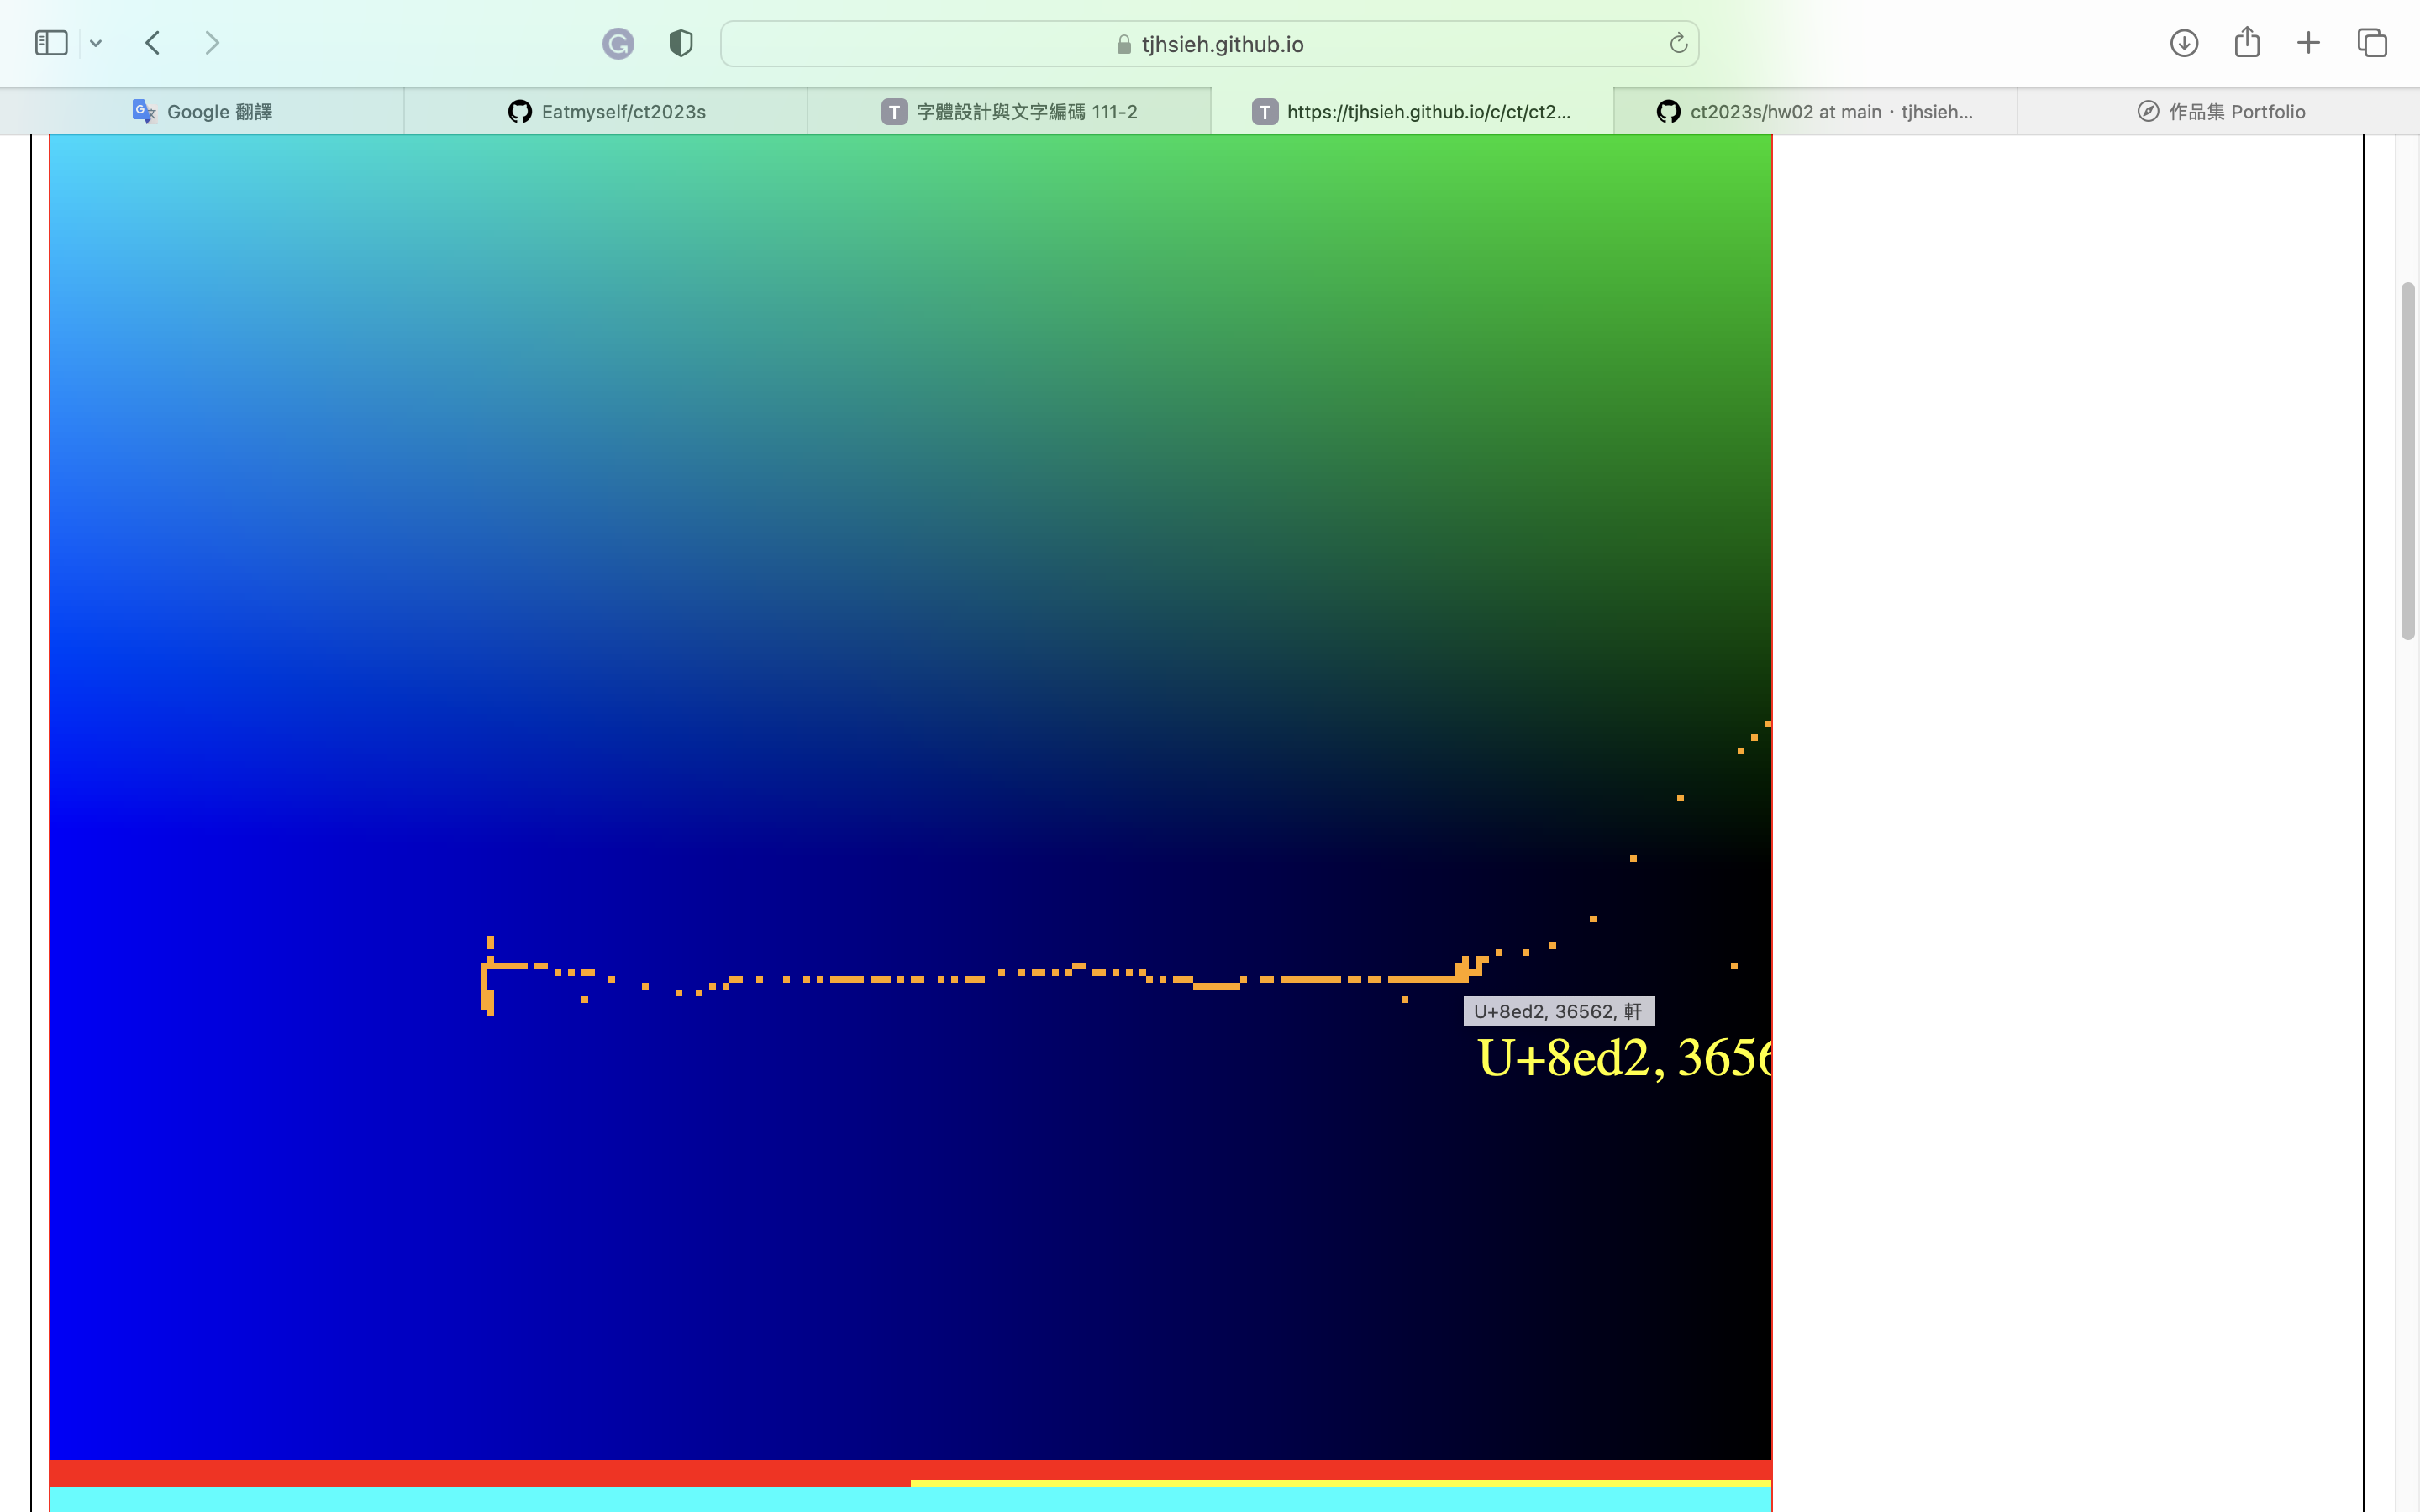 tjhsieh.github.io
Google 翻譯
Eatmyself/ct2023s
T 字體設計與文字編碼 111-2
T https://tjhsieh.github.io/c/ct/ct2...
ct2023s/hw02 at main · tjhsieh...
作品集 Portfolio
U+8ed2, 36562, 軒
U+8ed2, 3656